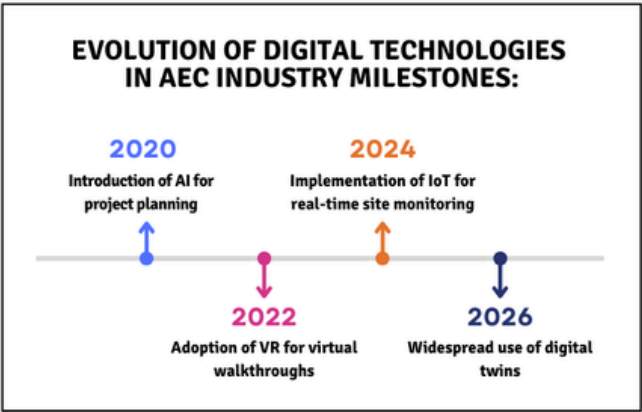 EVOLUTION OF DIGITAL TECHNOLOGIES
IN AEC INDUSTRY MILESTONES:
2020
Introduction of AI for
project planning
2022
Adoption of VR for virtual
walkthroughs
2024
Implementation of IoT for
real-time site monitoring
2026
Widespread use of digital
twins